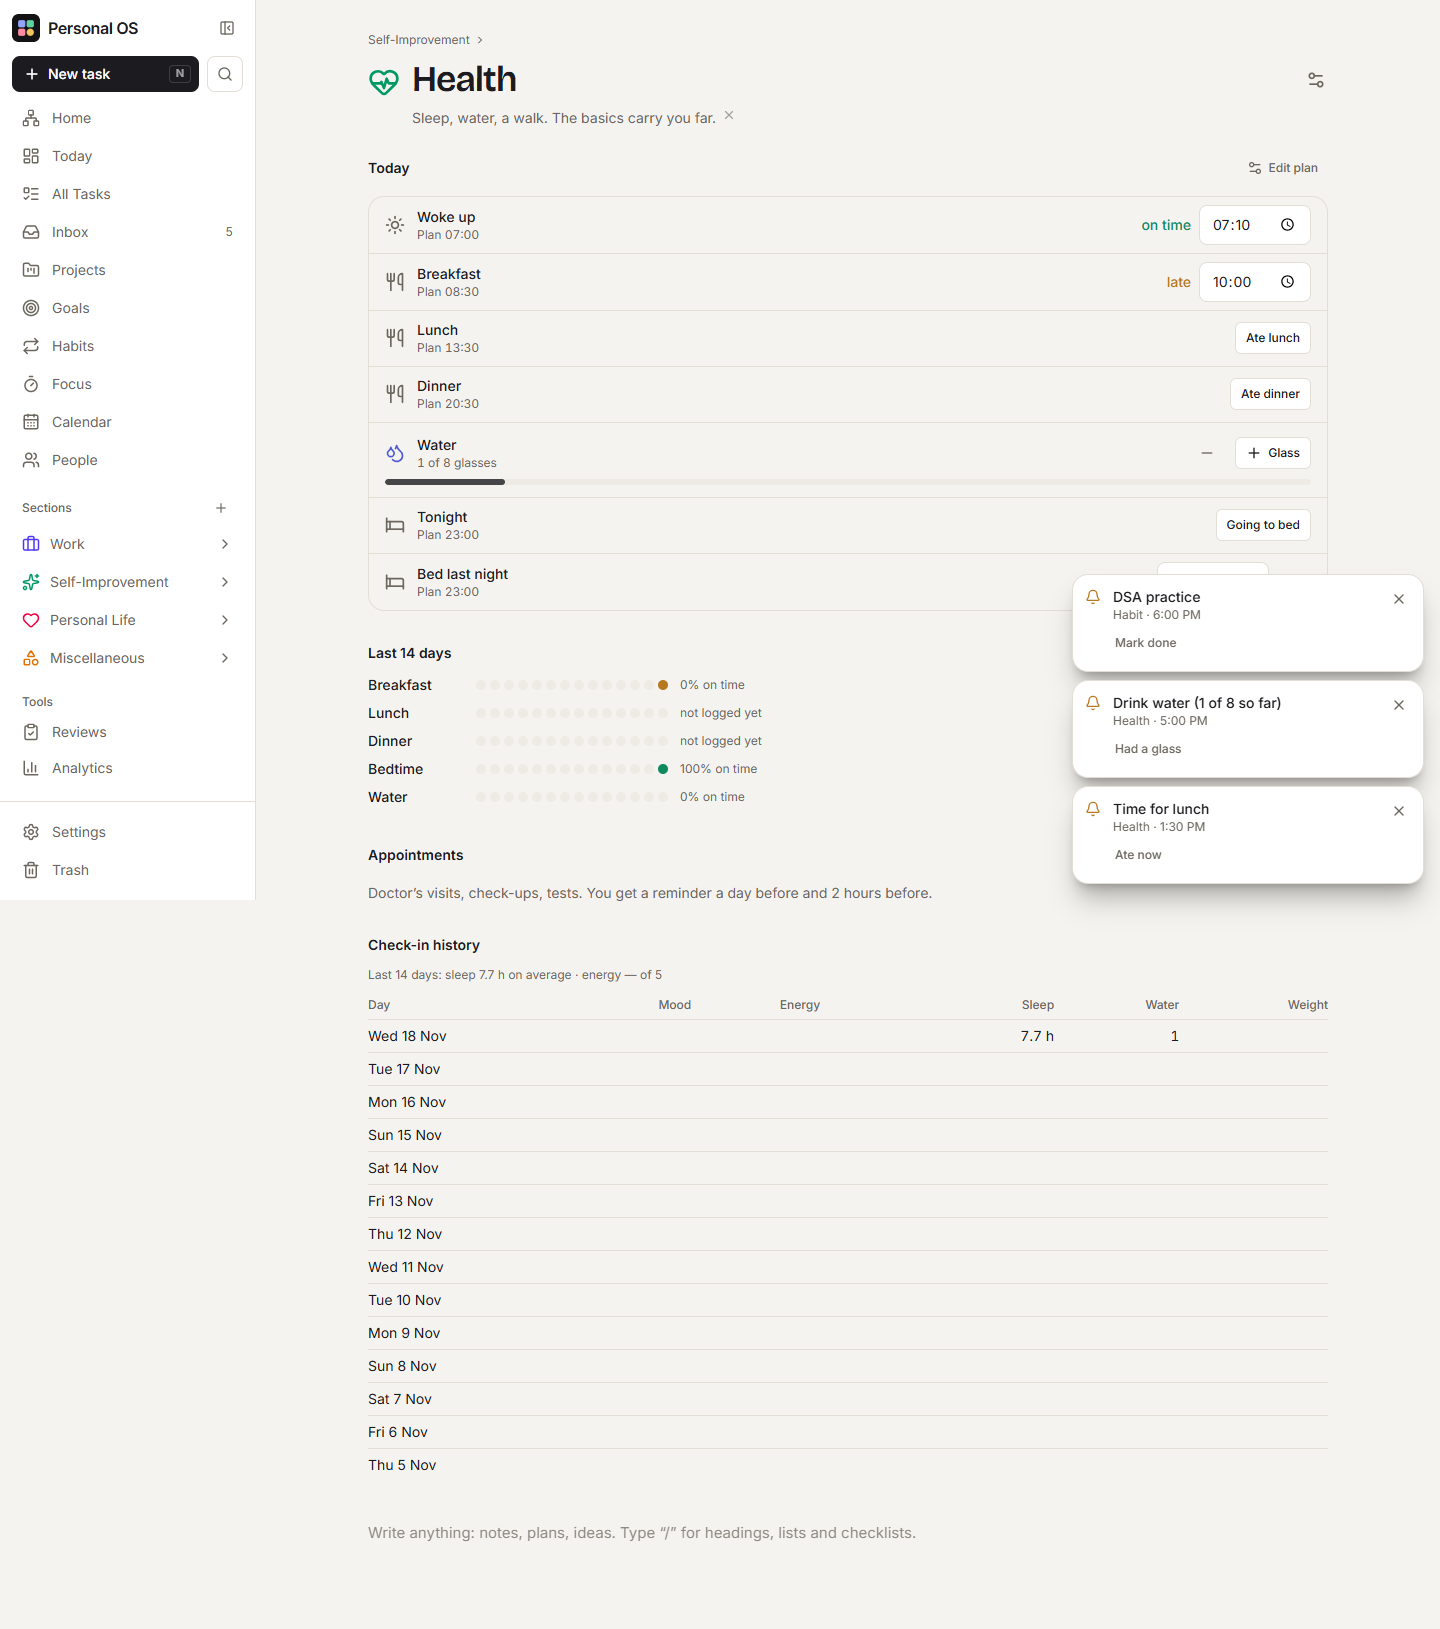 Personal OS
New task N
Home
Today
All Tasks
Inbox 5
Projects
Goals
Habits
Focus
Calendar
People
Sections
Work
Self-Improvement
Personal Life
Miscellaneous
Tools
Reviews
Analytics
Settings
Trash
Self-Improvement
Health
Sleep, water, a walk. The basics carry you far.
Today Edit plan
Woke up
Plan 07:00
on time 07:10
Breakfast
Plan 08:30
late 10:00
Lunch
Plan 13:30
Ate lunch
Dinner
Plan 20:30
Ate dinner
Water
1 of 8 glasses
Glass
Tonight
Plan 23:00
Going to bed
Bed last night
Plan 23:00
DSA practice
Habit · 6:00 PM
Mark done
Drink water (1 of 8 so far)
Health · 5:00 PM
Had a glass
Time for lunch
Health · 1:30 PM
Ate now
Last 14 days
Breakfast 0% on time
Lunch not logged yet
Dinner not logged yet
Bedtime 100% on time
Water 0% on time
Appointments
Doctor’s visits, check-ups, tests. You get a reminder a day before and 2 hours before.
Check-in history
Last 14 days: sleep 7.7 h on average · energy — of 5
Day Mood Energy Sleep Water Weight
Wed 18 Nov 7.7 h 1
Tue 17 Nov
Mon 16 Nov
Sun 15 Nov
Sat 14 Nov
Fri 13 Nov
Thu 12 Nov
Wed 11 Nov
Tue 10 Nov
Mon 9 Nov
Sun 8 Nov
Sat 7 Nov
Fri 6 Nov
Thu 5 Nov
Write anything: notes, plans, ideas. Type “/” for headings, lists and checklists.